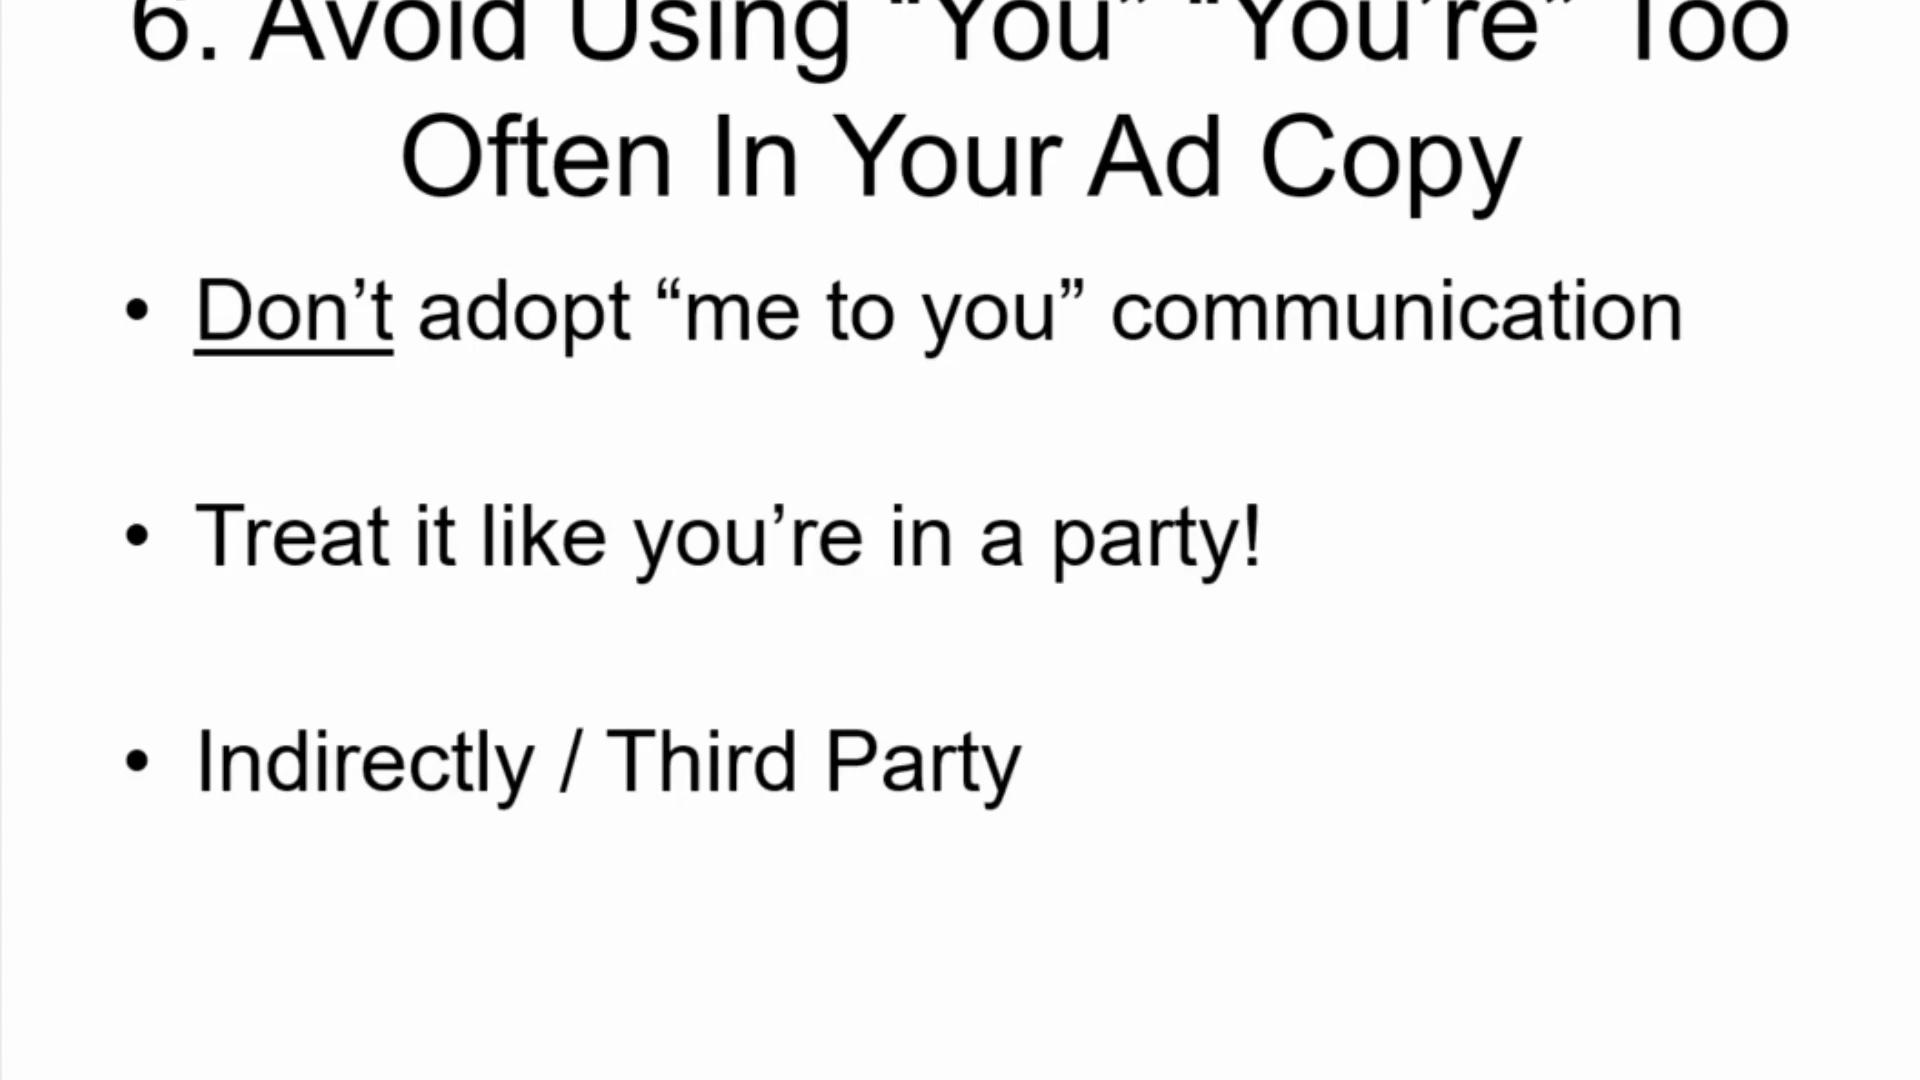 6. Avoid Using “You” “You’re” Too
Often In Your Ad Copy
• Don’t adopt “me to you” communication
• Treat it like you’re in a party!
• Indirectly / Third Party